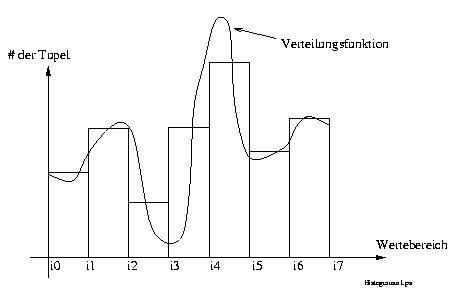 Verteilungsfunktion
# der Tupel
Wertebereich
i0 i1 i2 i3 i4 i5 i6 i7